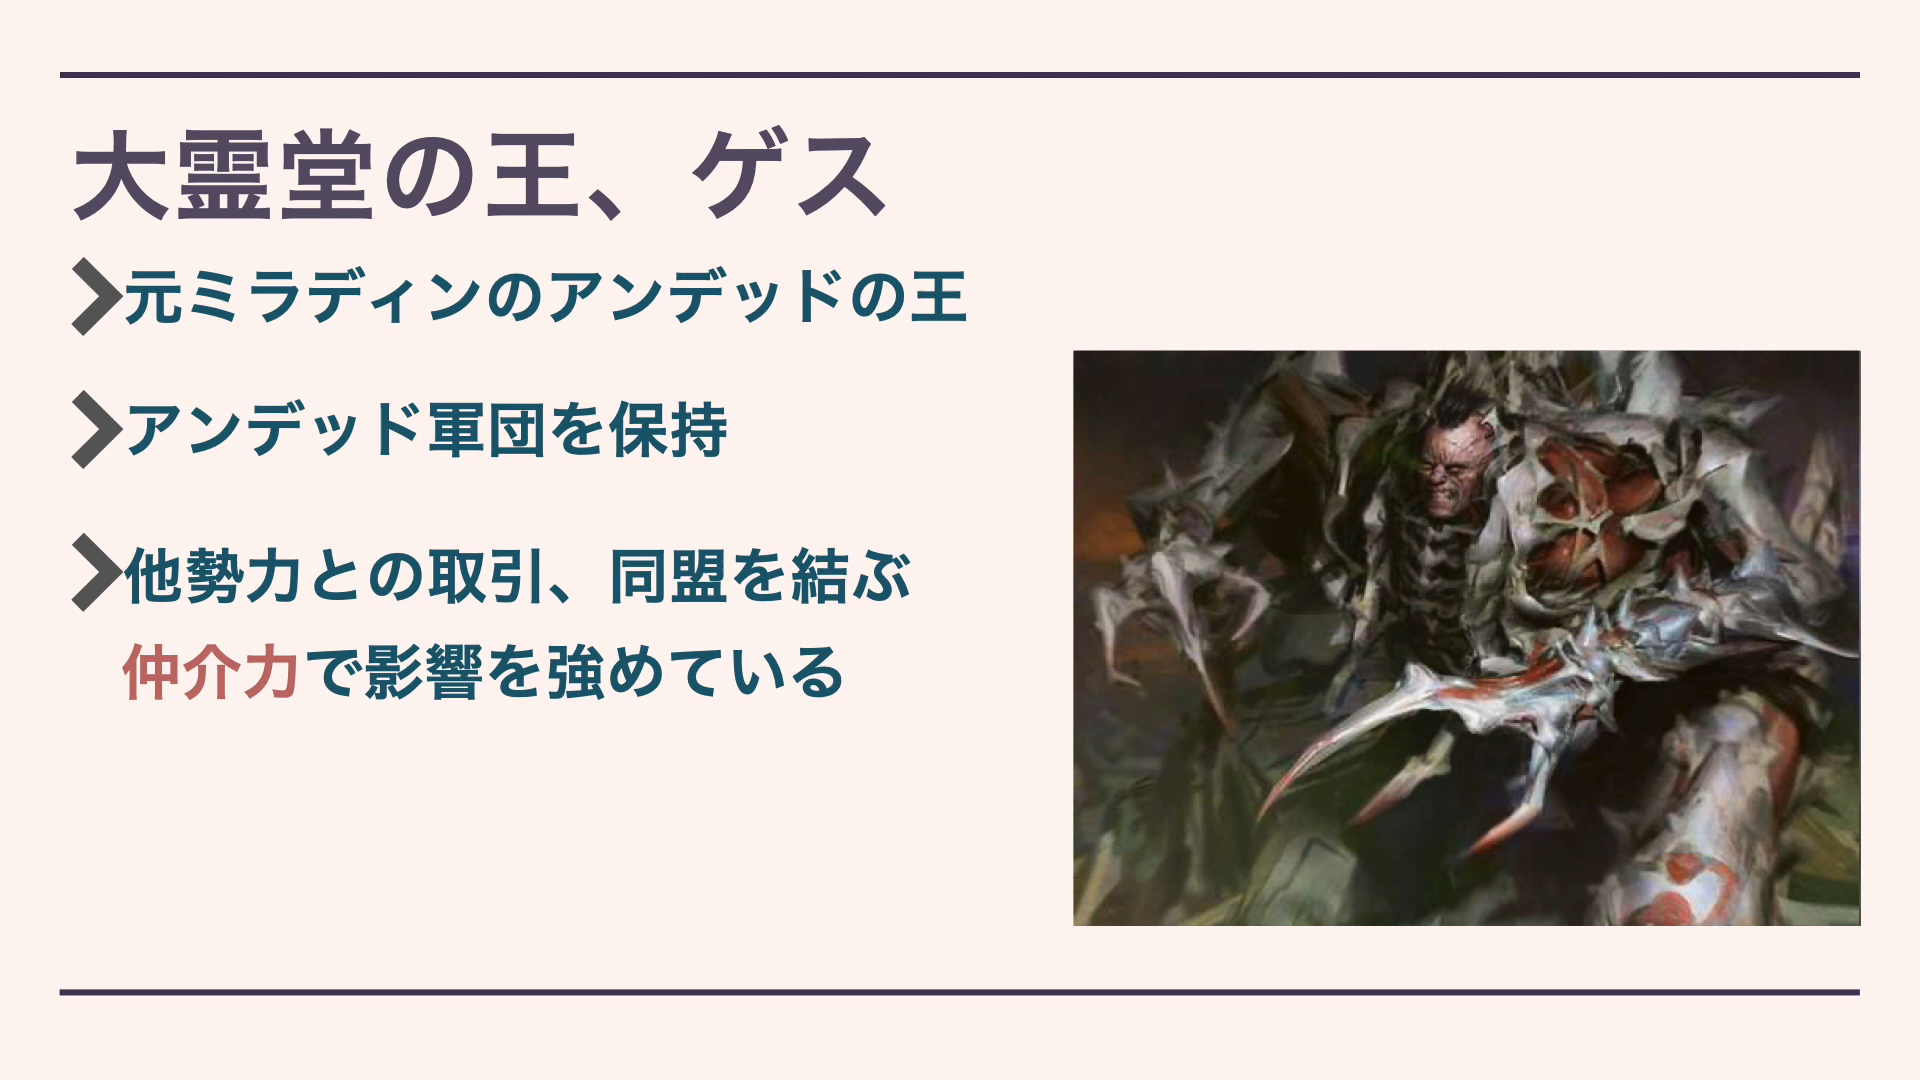 大霊堂の王、ゲス
元ミラディンのアンデッドの王
アンデッド軍団を保持
他勢力との取引、同盟を結ぶ
仲介力で影響を強めている